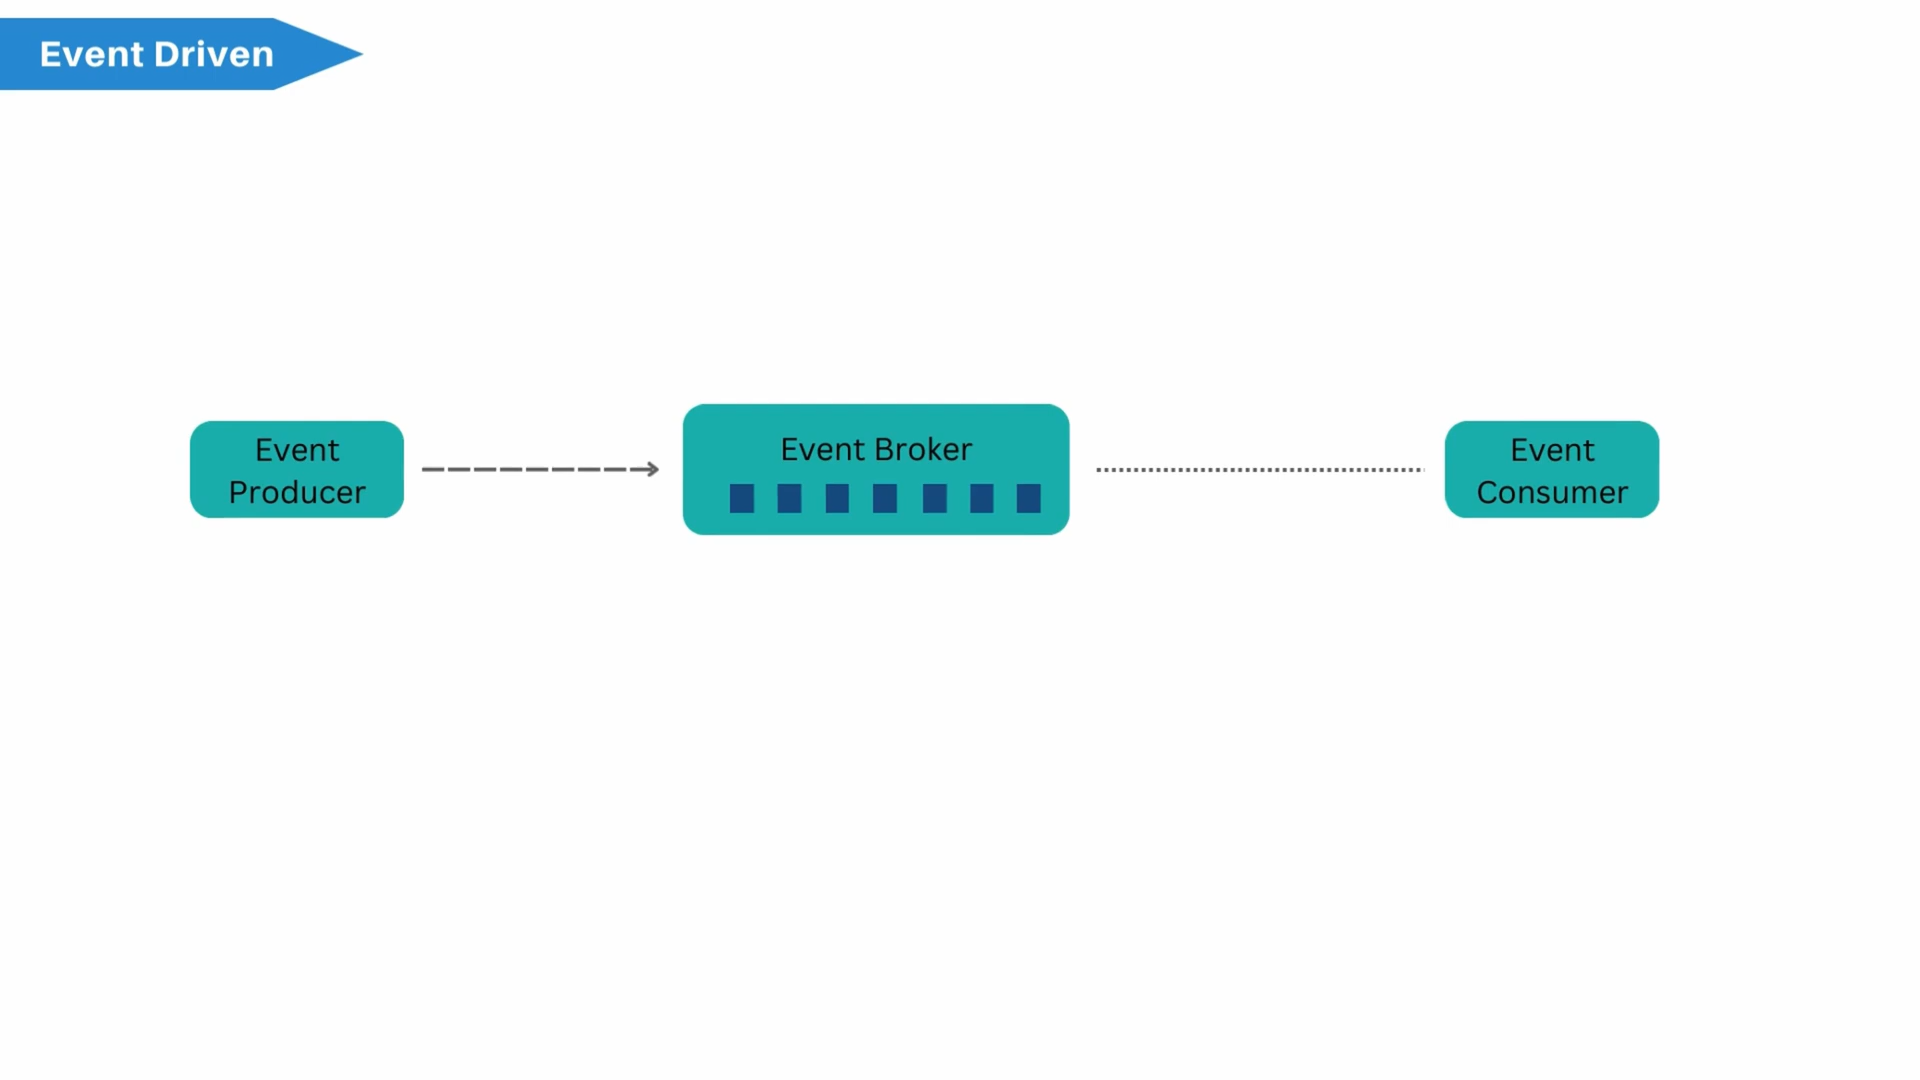 Event Driven
Event
Producer
Event Broker
Event
Consumer